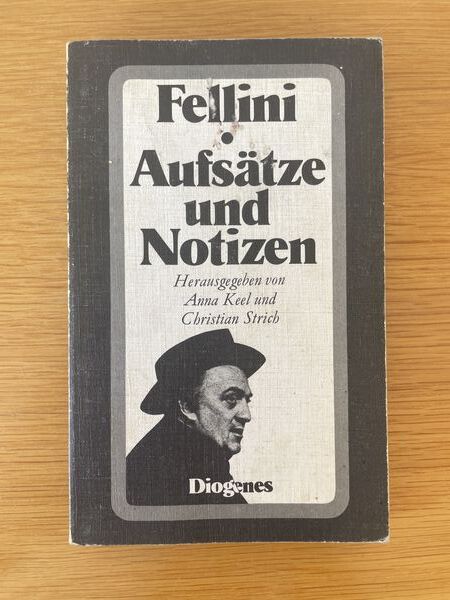 Fellini
•
Aufsätze
und
Notizen
Herausgegeben von
Anna Keel und
Christian Strich
Diogenes